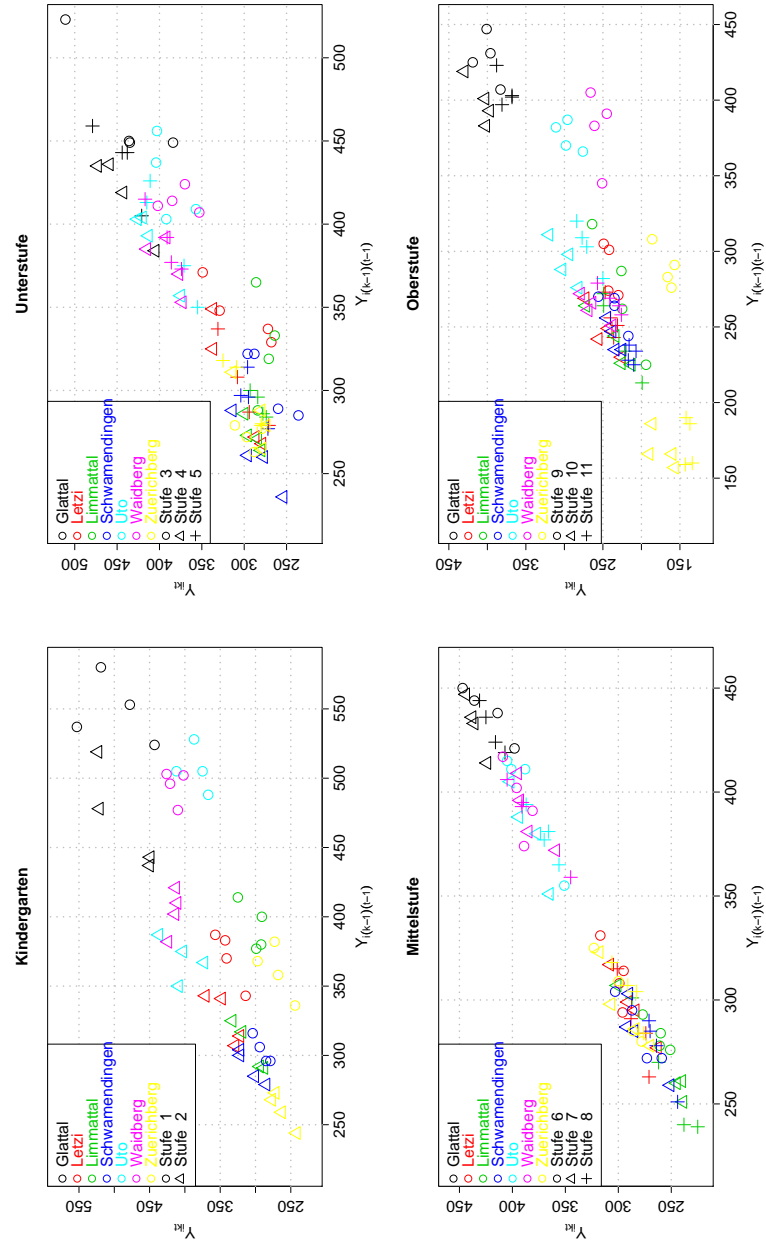 Kindergarten
Glattal
Letzi
Limmattal
Schwamendingen
Uto
Waidberg
Zuerichberg
Stufe 1
Stufe 2
550
450
350
250
Y_ikt
250 300 350 400 450 500 550
Y_i(k−1)(t−1)
Unterstufe
Glattal
Letzi
Limmattal
Schwamendingen
Uto
Waidberg
Zuerichberg
Stufe 3
Stufe 4
Stufe 5
500
450
400
350
300
250
Y_ikt
250 300 350 400 450 500
Y_i(k−1)(t−1)
Mittelstufe
Glattal
Letzi
Limmattal
Schwamendingen
Uto
Waidberg
Zuerichberg
Stufe 6
Stufe 7
Stufe 8
450
400
350
300
250
Y_ikt
250 300 350 400 450
Y_i(k−1)(t−1)
Oberstufe
Glattal
Letzi
Limmattal
Schwamendingen
Uto
Waidberg
Zuerichberg
Stufe 9
Stufe 10
Stufe 11
450
350
250
150
Y_ikt
150 200 250 300 350 400 450
Y_i(k−1)(t−1)